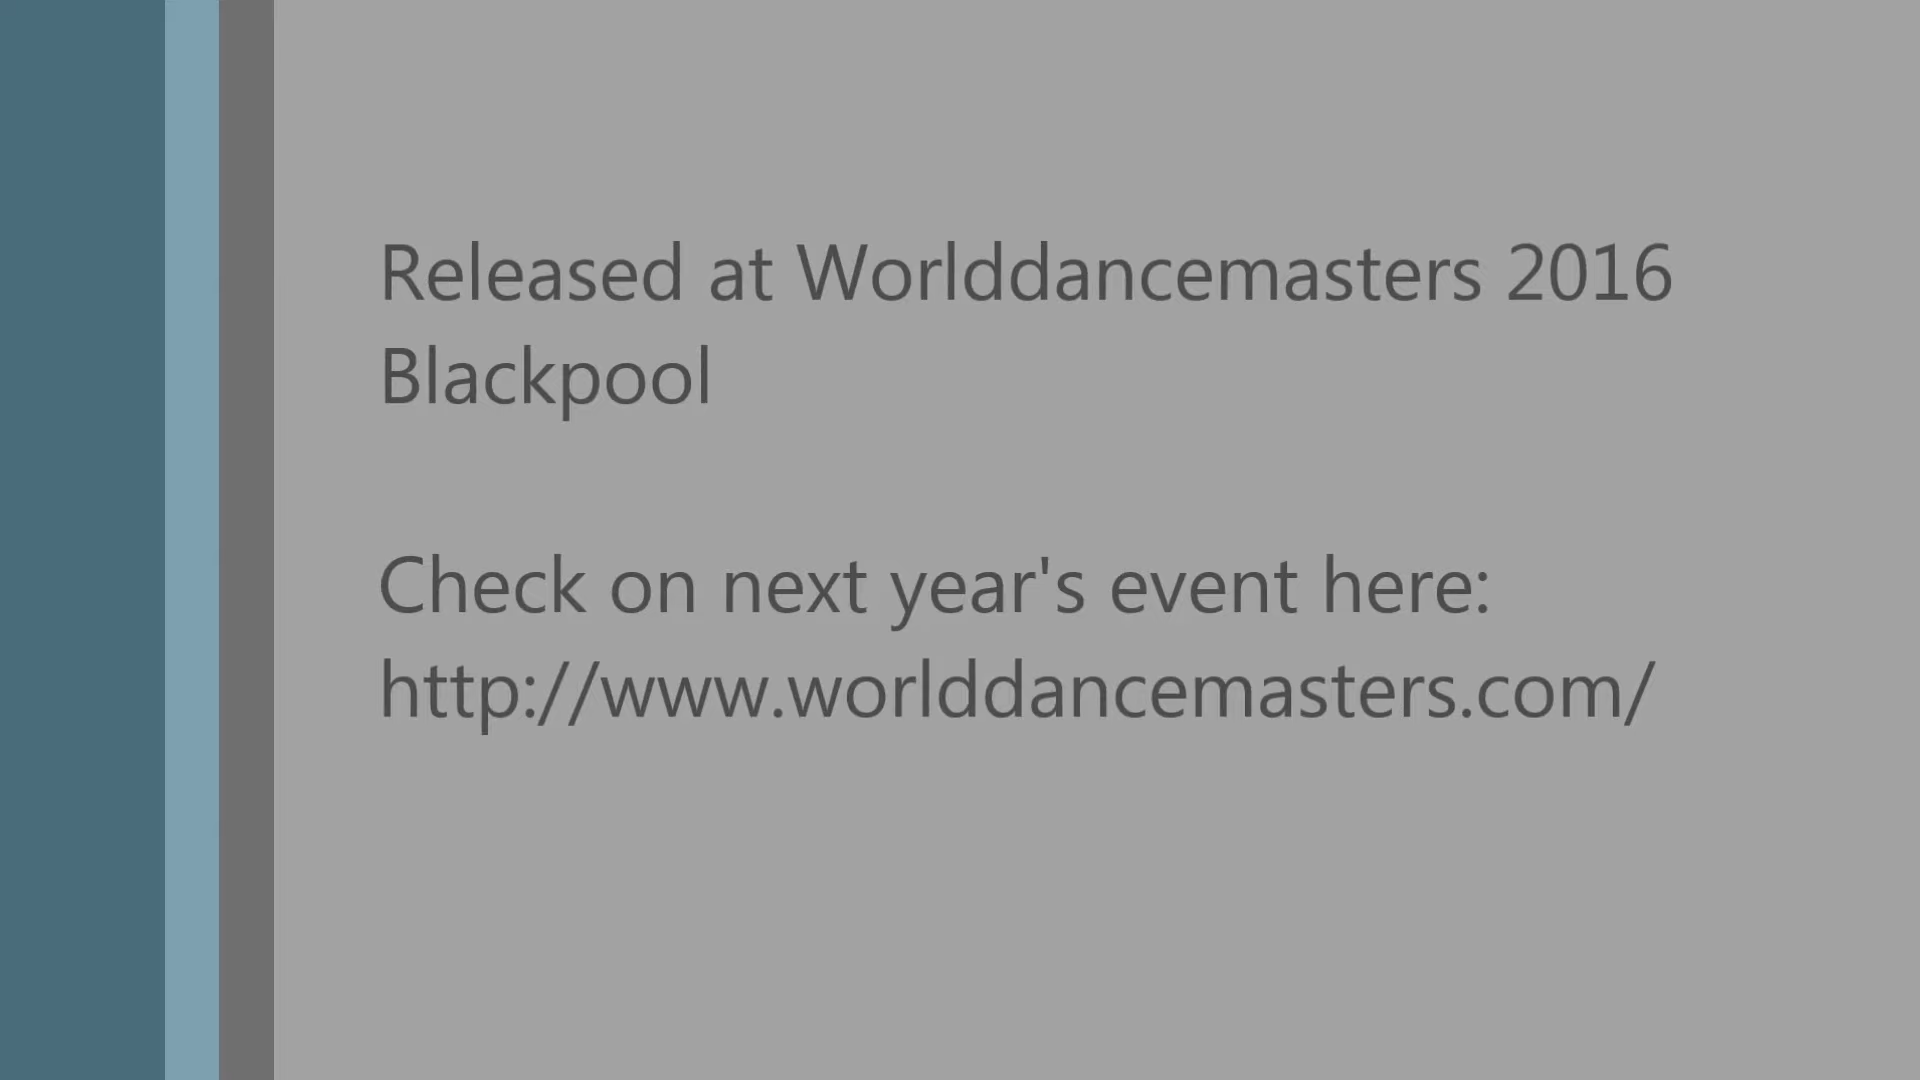 Released at Worlddancemasters 2016
Blackpool
Check on next year's event here:
http://www.worlddancemasters.com/